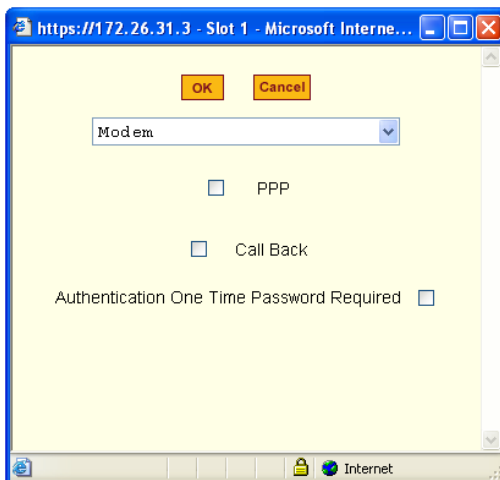 https://172.26.31.3 - Slot 1 - Microsoft Interne...
OK Cancel
Modem
PPP
Call Back
Authentication One Time Password Required
Internet